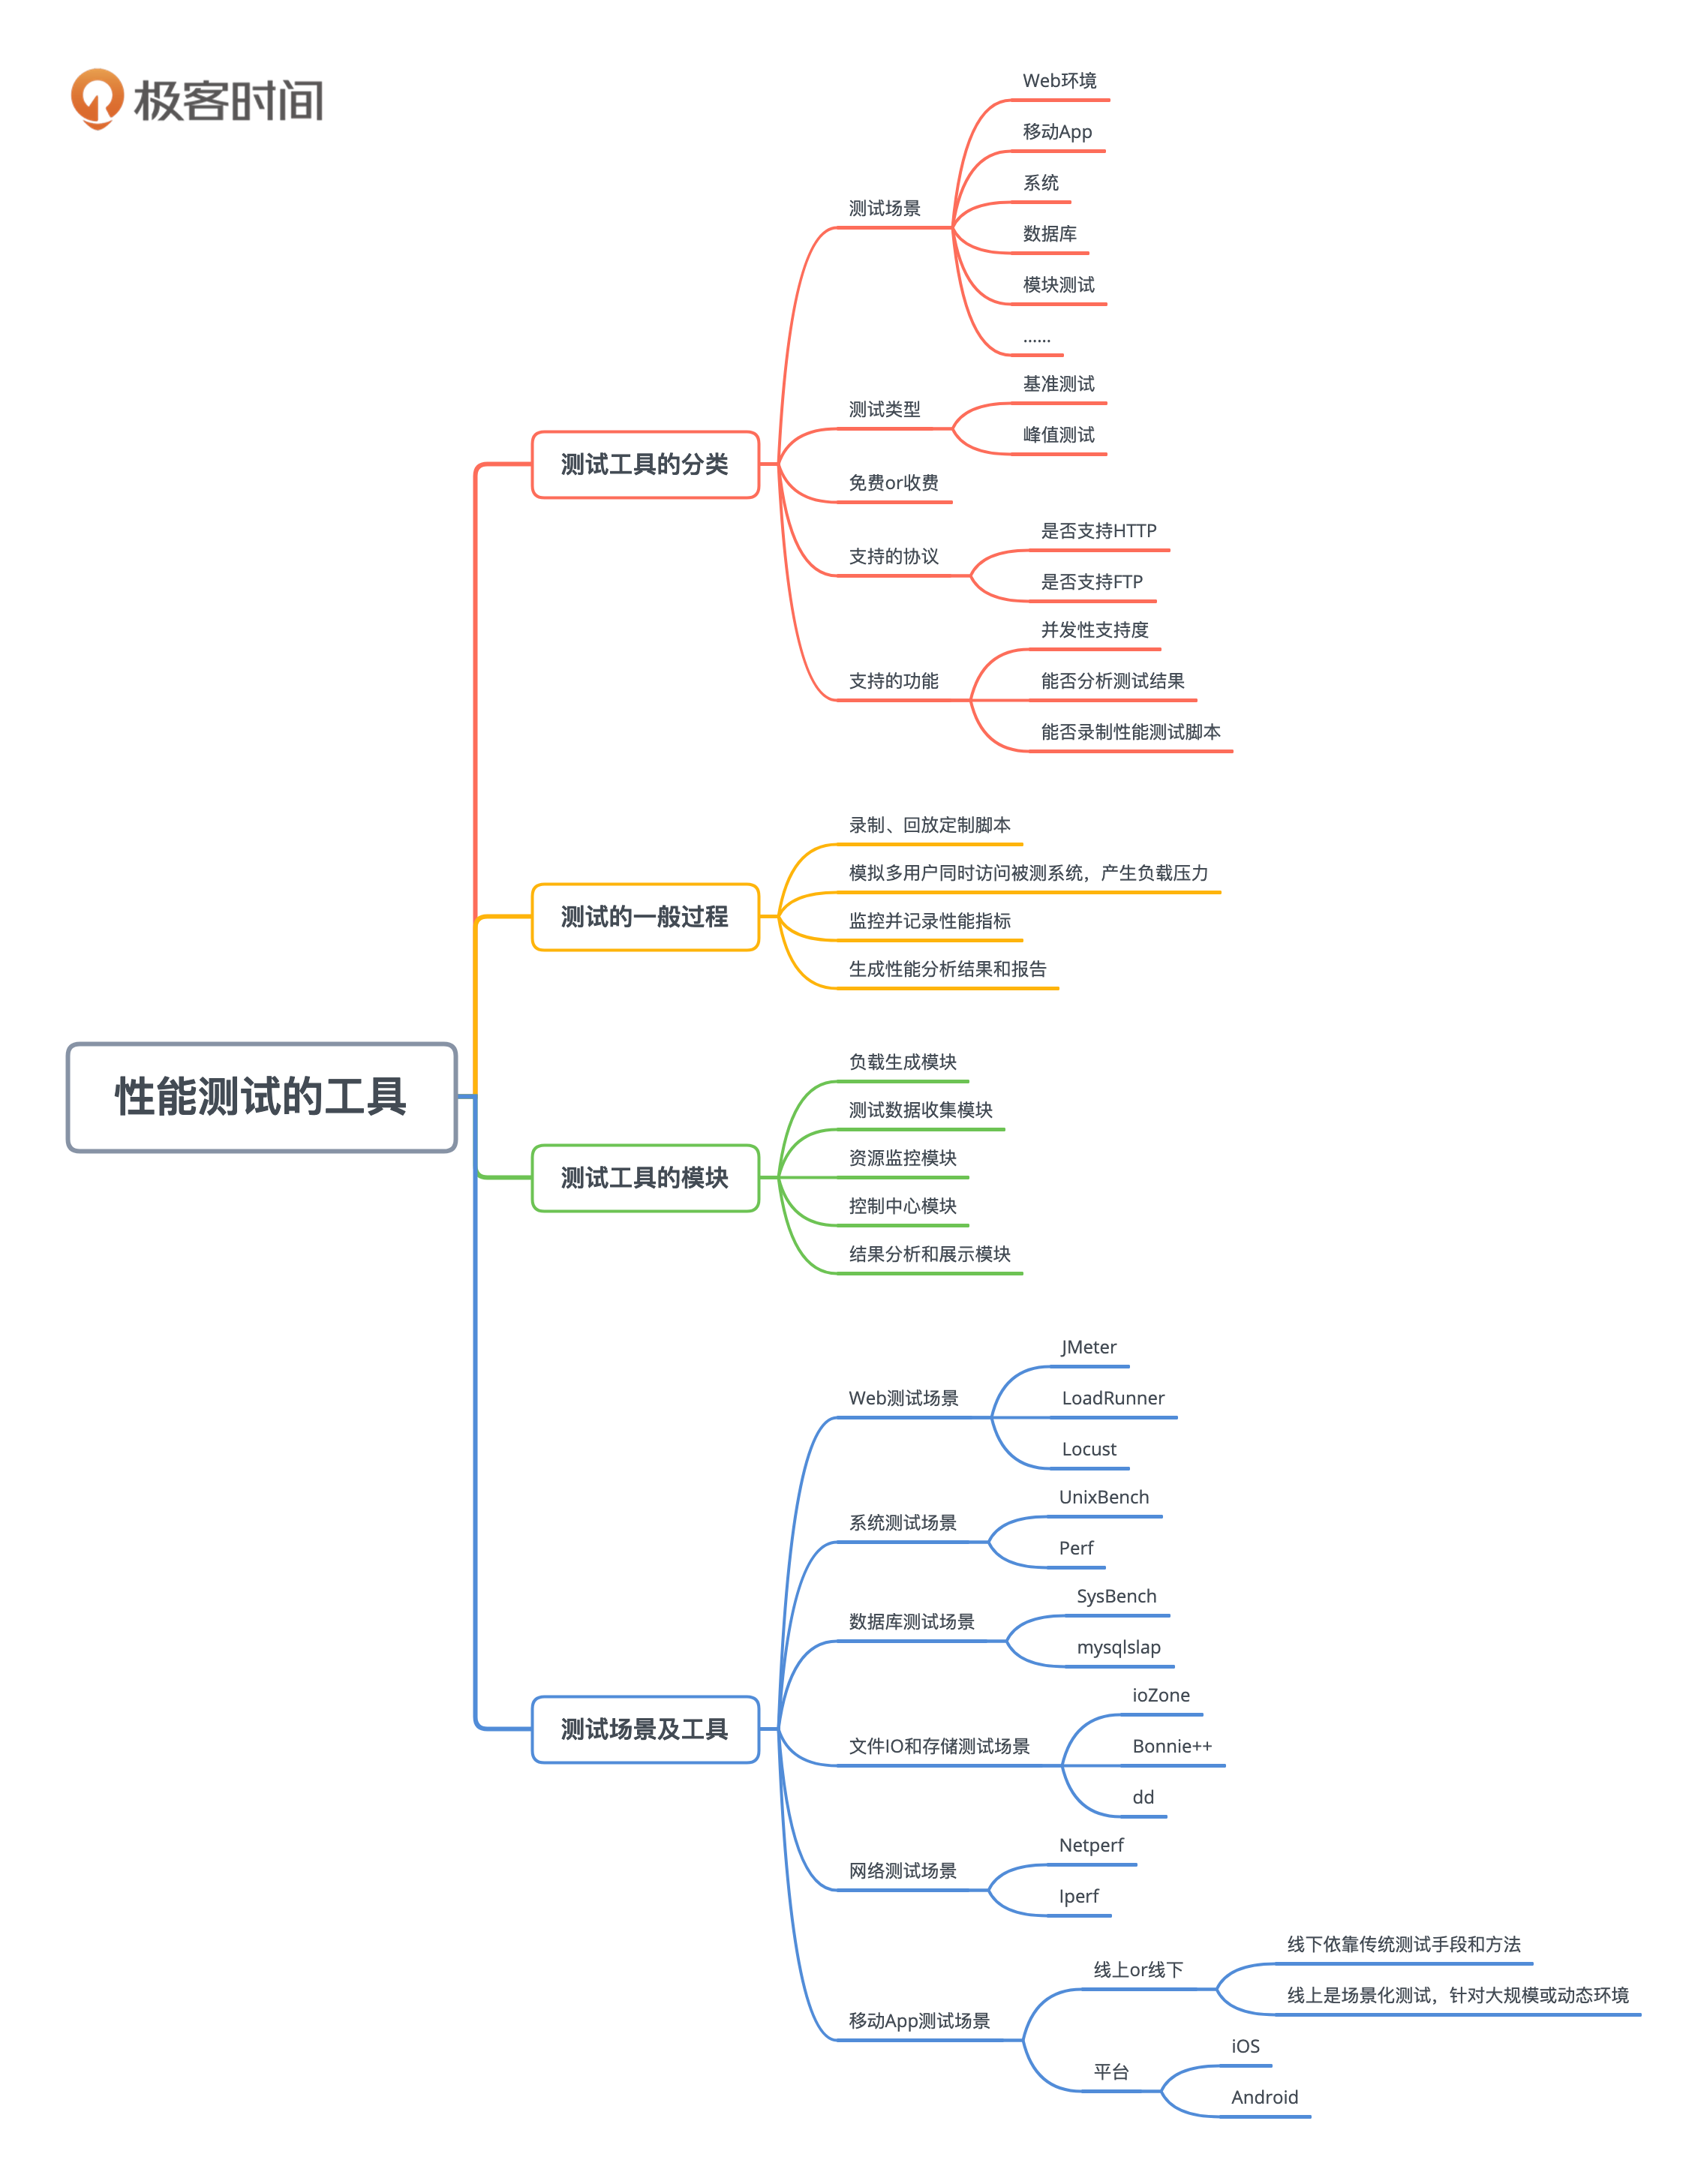 极客时间
性能测试的工具
测试工具的分类
测试场景
Web环境
移动App
系统
数据库
模块测试
……
测试类型
基准测试
峰值测试
免费or收费
支持的协议
是否支持HTTP
是否支持FTP
支持的功能
并发性支持度
能否分析测试结果
能否录制性能测试脚本
测试的一般过程
录制、回放定制脚本
模拟多用户同时访问被测系统，产生负载压力
监控并记录性能指标
生成性能分析结果和报告
测试工具的模块
负载生成模块
测试数据收集模块
资源监控模块
控制中心模块
结果分析和展示模块
测试场景及工具
Web测试场景
JMeter
LoadRunner
Locust
系统测试场景
UnixBench
Perf
数据库测试场景
SysBench
mysqlslap
文件IO和存储测试场景
ioZone
Bonnie++
dd
网络测试场景
Netperf
Iperf
移动App测试场景
线上or线下
线下依靠传统测试手段和方法
线上是场景化测试，针对大规模或动态环境
平台
iOS
Android